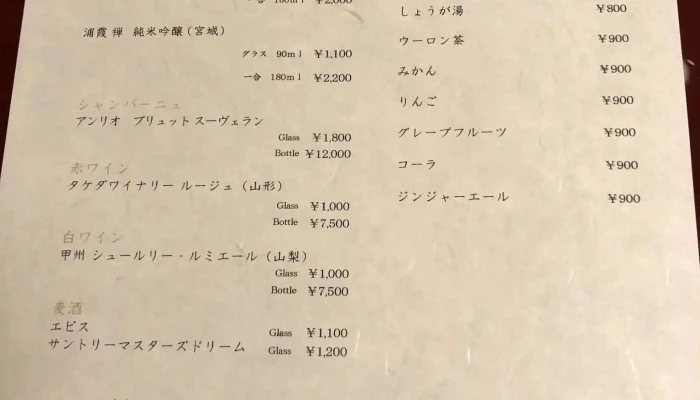 一合 180ml ¥2,000
浦霞 禅 純米吟醸（宮城）
グラス 90ml ¥1,100
一合 180ml ¥2,200
シャンパーニュ
アンリオ ブリュット スーヴェラン
Glass ¥1,800
Bottle ¥12,000
赤ワイン
タケダワイナリー ルージュ（山形）
Glass ¥1,000
Bottle ¥7,500
白ワイン
甲州 シュールリー・ルミエール（山梨）
Glass ¥1,000
Bottle ¥7,500
麦酒
エビス Glass ¥1,100
サントリーマスターズドリーム Glass ¥1,200
しょうが湯 ¥800
ウーロン茶 ¥900
みかん ¥900
りんご ¥900
グレープフルーツ ¥900
コーラ ¥900
ジンジャーエール ¥900